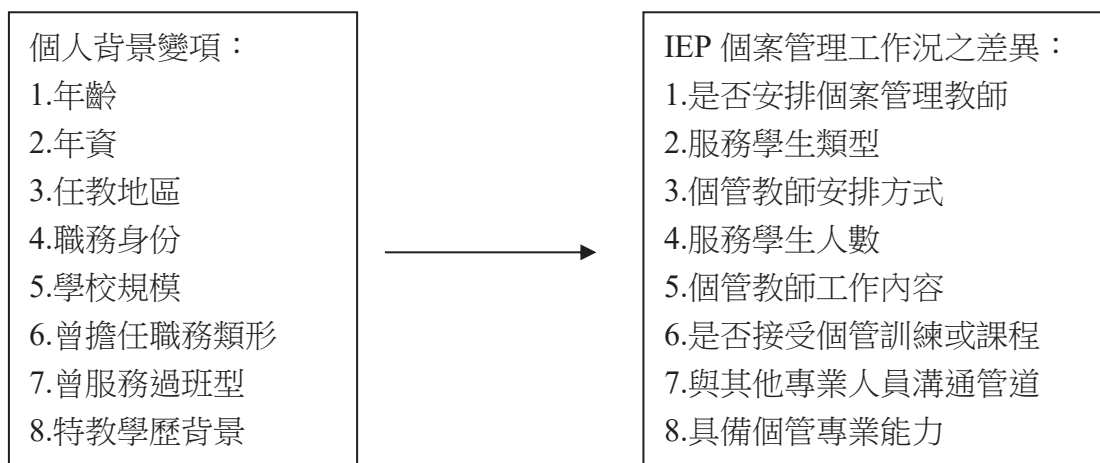 個人背景變項：
1.年齡
2.年資
3.任教地區
4.職務身份
5.學校規模
6.曾擔任職務類形
7.曾服務過班型
8.特教學歷背景
IEP 個案管理工作況之差異：
1.是否安排個案管理教師
2.服務學生類型
3.個管教師安排方式
4.服務學生人數
5.個管教師工作內容
6.是否接受個管訓練或課程
7.與其他專業人員溝通管道
8.具備個管專業能力